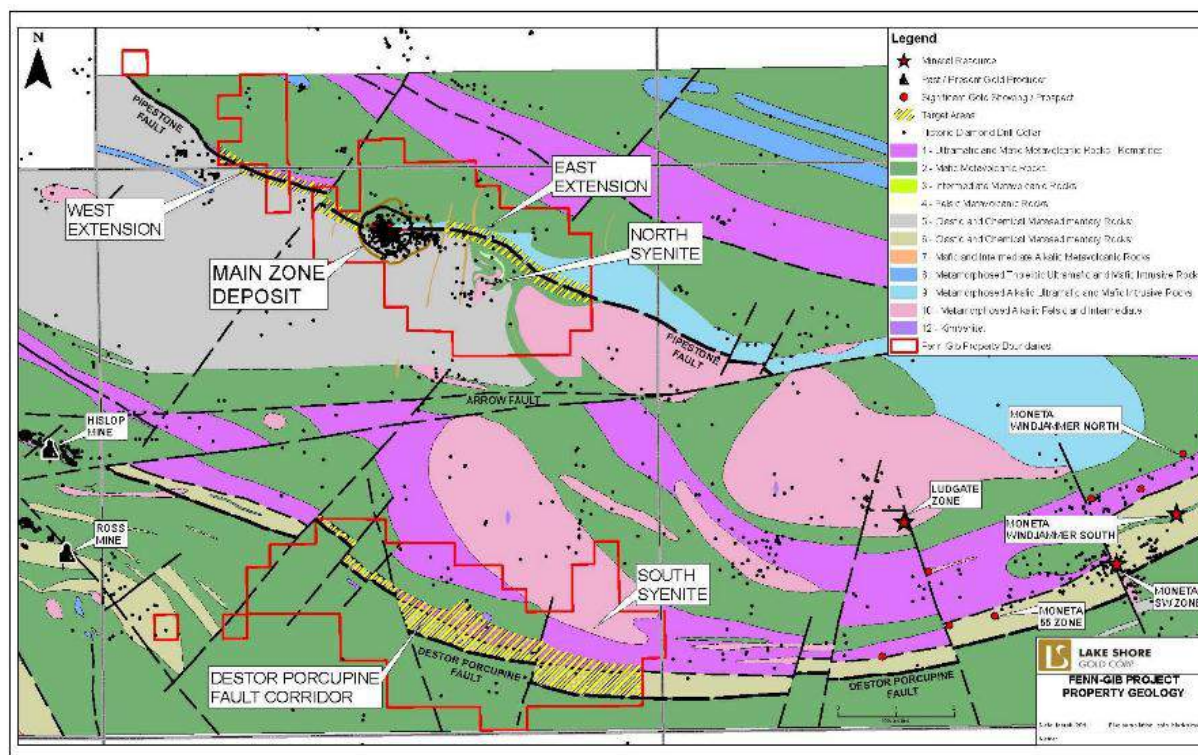 N
Legend
Mineral Resource
Past / Present Gold Producer
Significant Gold Showing / Prospect
Target Areas
Historic Diamond Drill Collar
1 - Ultramafic and Mafic Metavolcanic Rocks - Komatiites
2 - Mafic Metavolcanic Rocks
3 - Intermediate Metavolcanic Rocks
4 - Felsic Metavolcanic Rocks
5 - Clastic and Chemical Metasedimentary Rocks
6 - Clastic and Chemical Metasedimentary Rocks
7 - Mafic and Intermediate Alkalic Metavolcanic Rocks
8 - Metamorphosed Tholeiitic Ultramafic and Mafic Intrusive Rocks
9 - Metamorphosed Alkalic Ultramafic and Mafic Intrusive Rocks
10 - Metamorphosed Alkalic Felsic and Intermediate
12 - Kimberlite
Fenn-Gib Property Boundaries
PIPESTONE
FAULT
WEST
EXTENSION
MAIN ZONE
DEPOSIT
EAST
EXTENSION
NORTH
SYENITE
PIPESTONE
FAULT
ARROW FAULT
HISLOP
MINE
ROSS
MINE
MONETA
WINDJAMMER NORTH
LUDGATE
ZONE
MONETA
WINDJAMMER SOUTH
MONETA
SW ZONE
MONETA
55 ZONE
SOUTH
SYENITE
DESTOR PORCUPINE
FAULT CORRIDOR
DESTOR PORCUPINE
FAULT
DESTOR PORCUPINE
FAULT
LS
LAKE SHORE
GOLD CORP
FENN-GIB PROJECT
PROPERTY GEOLOGY